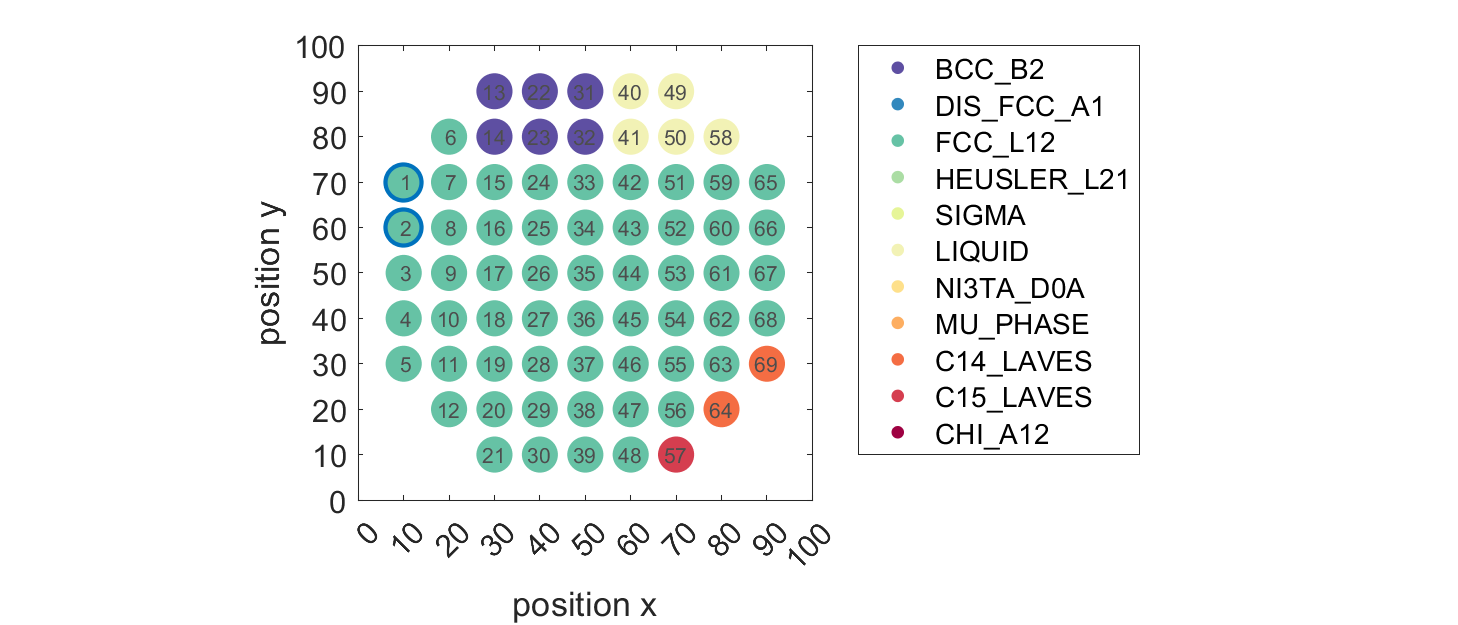 100
90 13 22 31 40 49
80 6 14 23 32 41 50 58
70 1 7 15 24 33 42 51 59 65
60 2 8 16 25 34 43 52 60 66
50 3 9 17 26 35 44 53 61 67
40 4 10 18 27 36 45 54 62 68
30 5 11 19 28 37 46 55 63 69
20 12 20 29 38 47 56 64
10 21 30 39 48 57
0
0 10 20 30 40 50 60 70 80 90 100
position x
position y
BCC_B2
DIS_FCC_A1
FCC_L12
HEUSLER_L21
SIGMA
LIQUID
NI3TA_D0A
MU_PHASE
C14_LAVES
C15_LAVES
CHI_A12